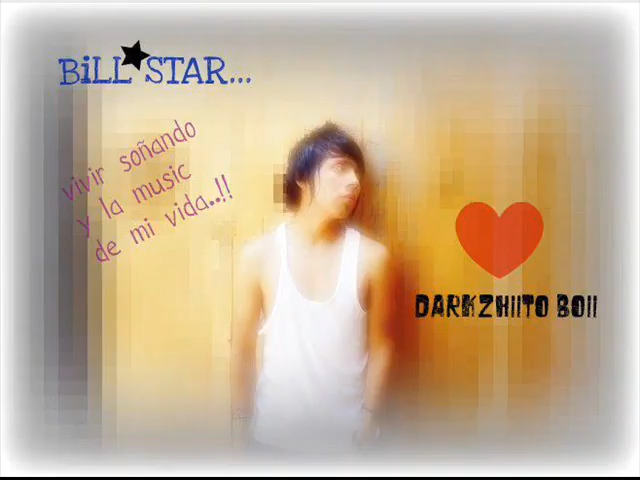 BiLL★STAR...
vivir soñando
y la music
de mi vida..!!
DARKZHIITO BOII